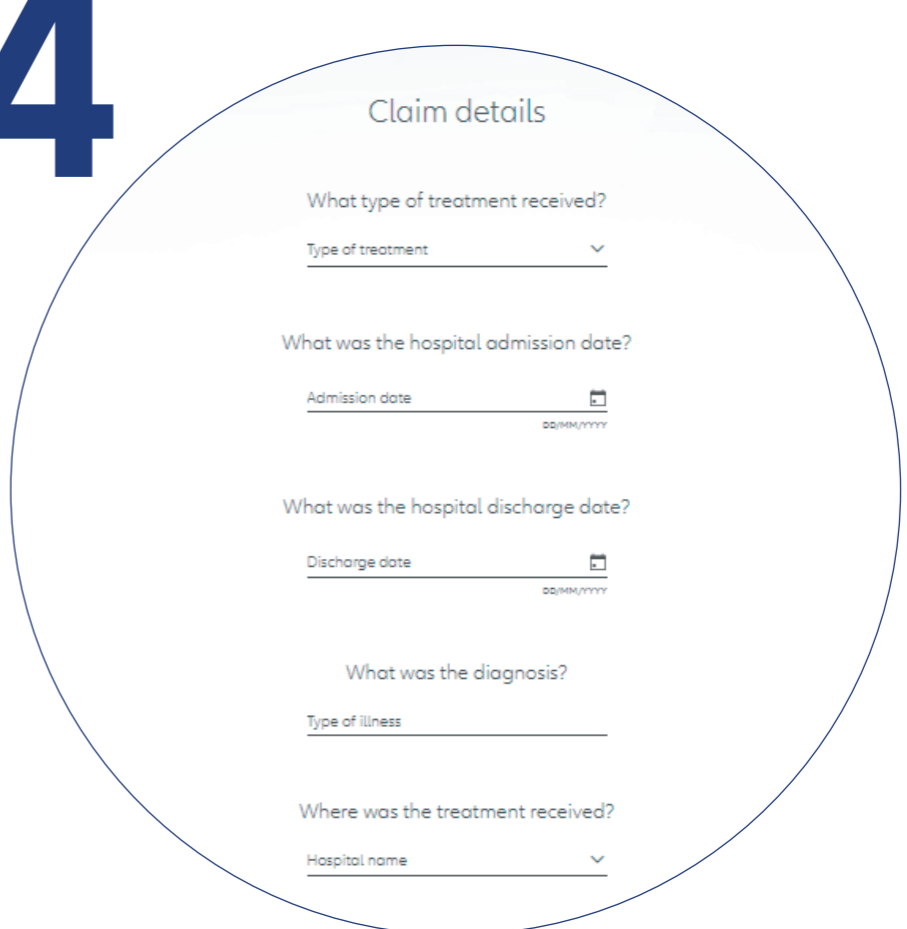 4
Claim details
What type of treatment received?
Type of treatment
What was the hospital admission date?
Admission date
DD/MM/YYYY
What was the hospital discharge date?
Discharge date
DD/MM/YYYY
What was the diagnosis?
Type of illness
Where was the treatment received?
Hospital name